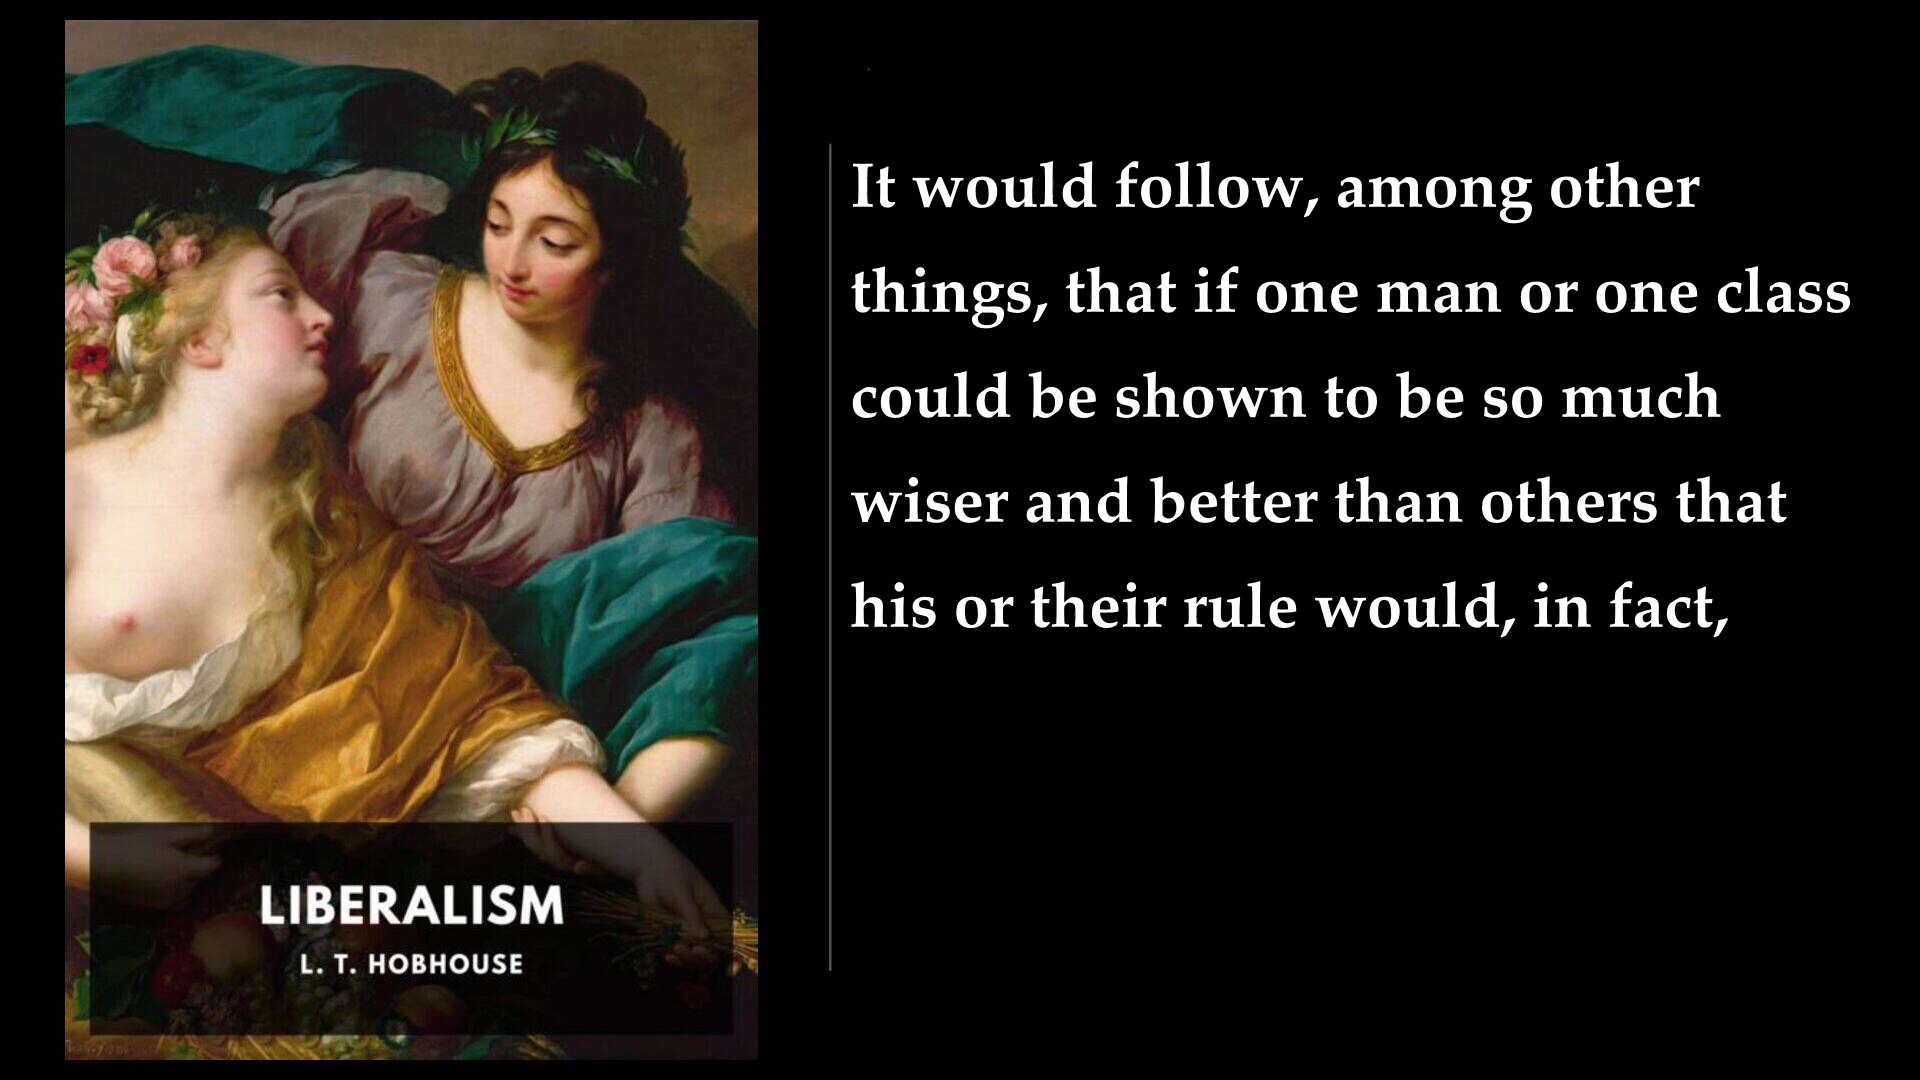 It would follow, among other
things, that if one man or one class
could be shown to be so much
wiser and better than others that
his or their rule would, in fact,
LIBERALISM
L. T. HOBHOUSE